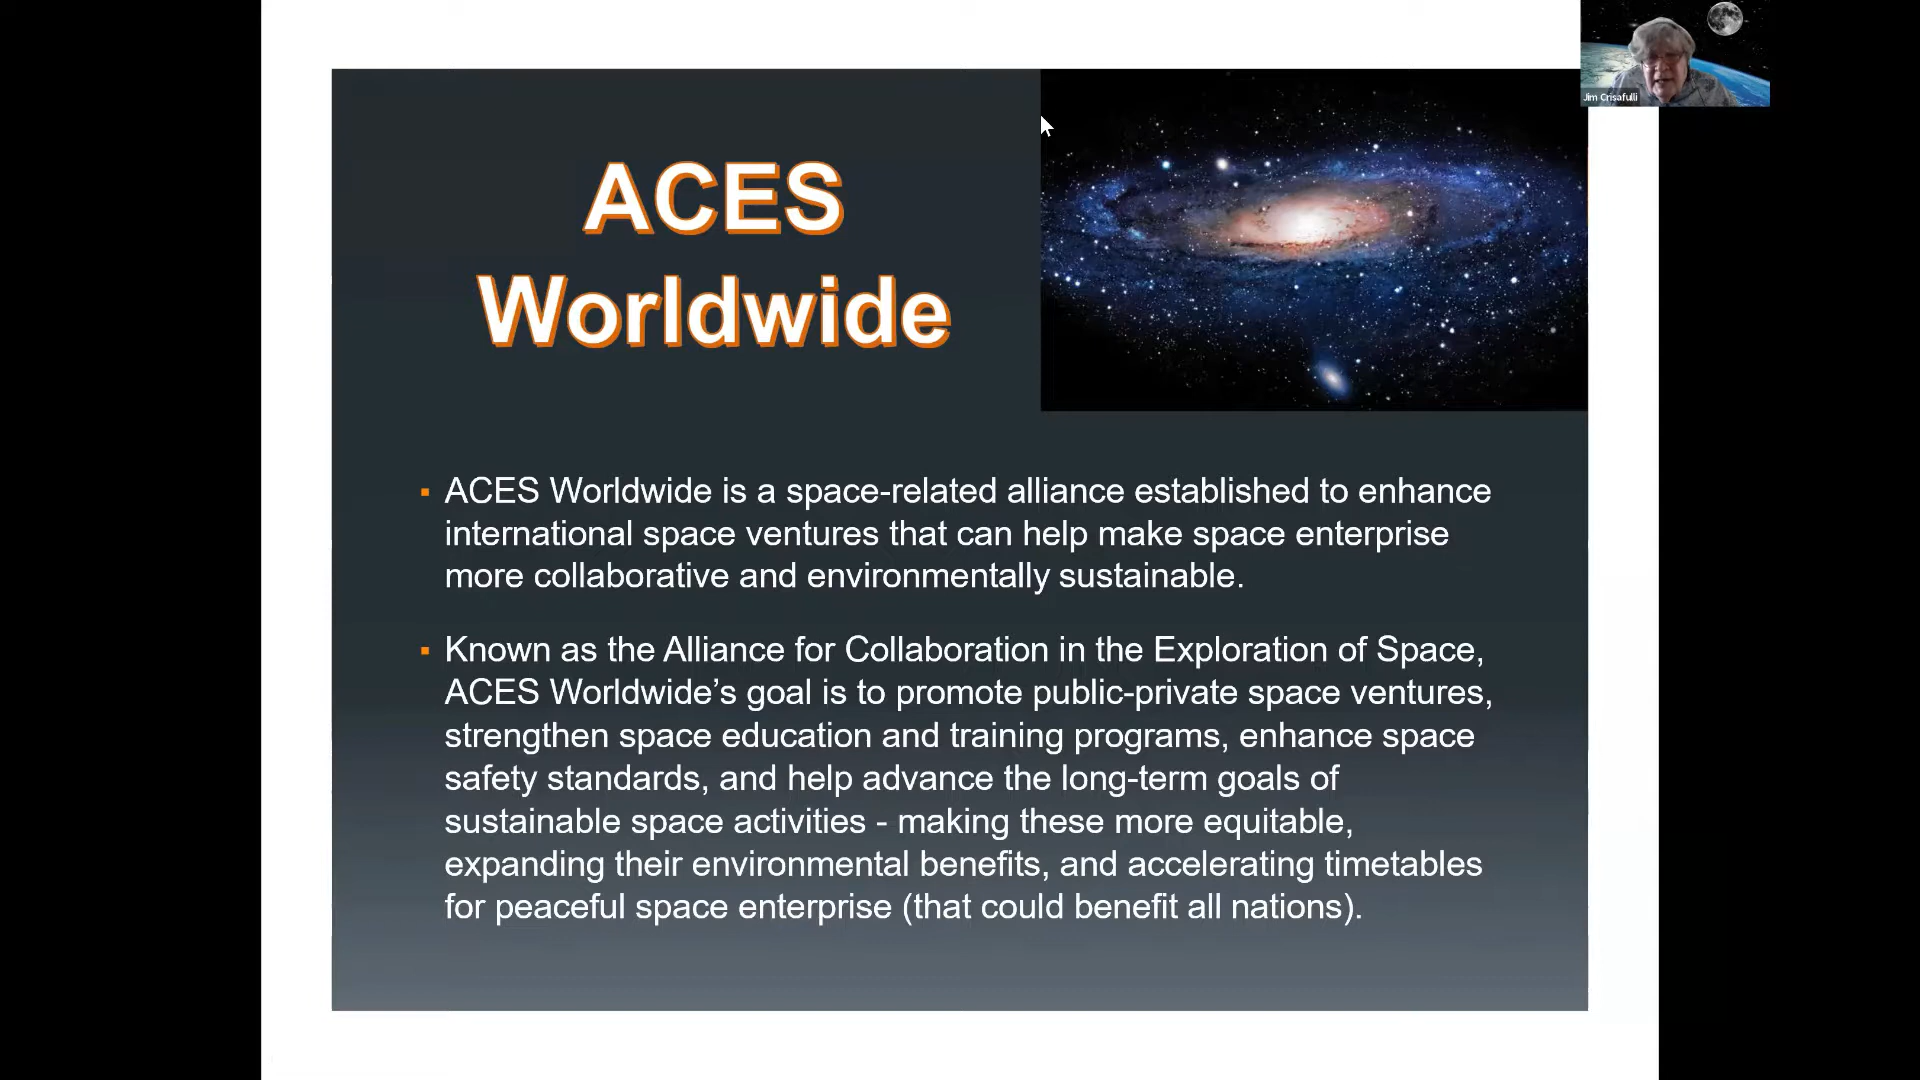 Jim Crisafulli
ACES
Worldwide
▪ ACES Worldwide is a space-related alliance established to enhance
international space ventures that can help make space enterprise
more collaborative and environmentally sustainable.
▪ Known as the Alliance for Collaboration in the Exploration of Space,
ACES Worldwide’s goal is to promote public-private space ventures,
strengthen space education and training programs, enhance space
safety standards, and help advance the long-term goals of
sustainable space activities - making these more equitable,
expanding their environmental benefits, and accelerating timetables
for peaceful space enterprise (that could benefit all nations).